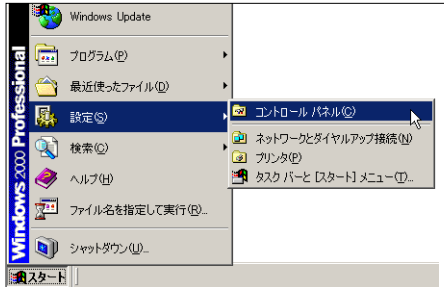 Windows Update
プログラム(P)
最近使ったファイル(D)
設定(S)
検索(C)
ヘルプ(H)
ファイル名を指定して実行(R)...
シャットダウン(U)...
コントロール パネル(C)
ネットワークとダイヤルアップ接続(N)
プリンタ(P)
タスク バーと [スタート] メニュー(T)...
Windows 2000 Professional
スタート